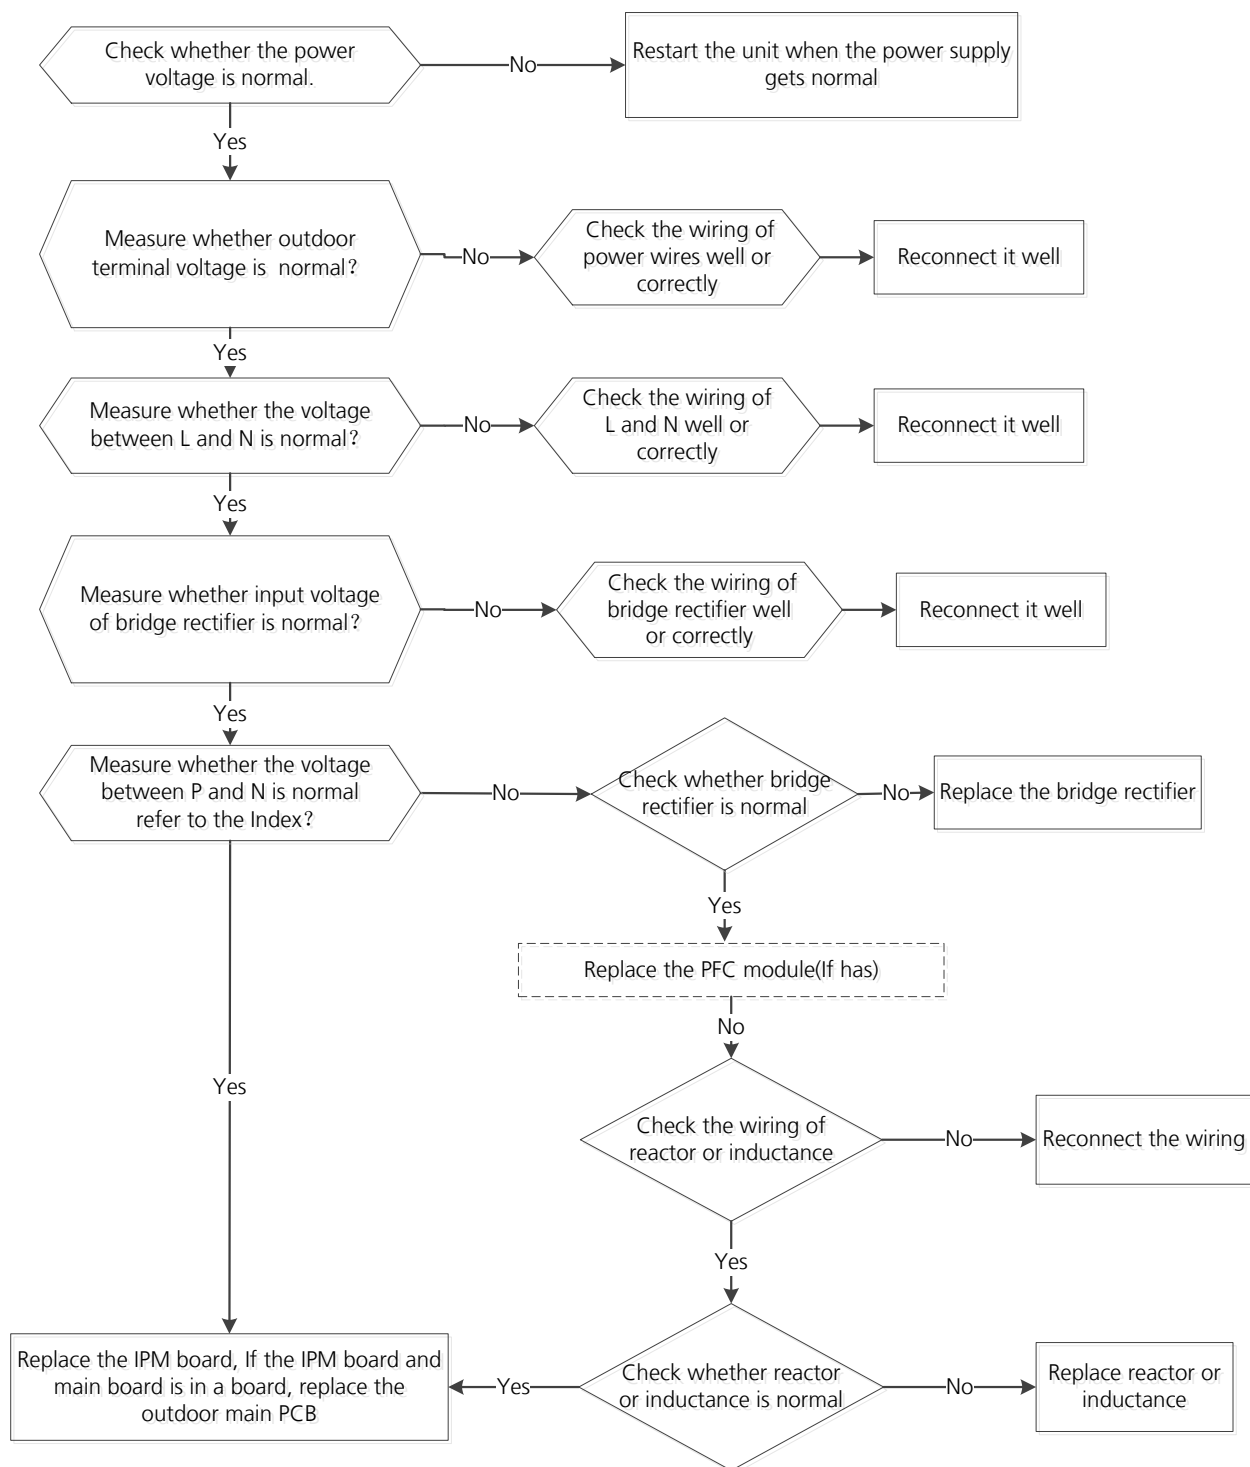 Check whether the power
voltage is normal.
No
Restart the unit when the power supply
gets normal
Yes
Measure whether outdoor
terminal voltage is normal？
No
Check the wiring of
power wires well or
correctly
Reconnect it well
Yes
Measure whether the voltage
between L and N is normal？
No
Check the wiring of
L and N well or
correctly
Reconnect it well
Yes
Measure whether input voltage
of bridge rectifier is normal？
No
Check the wiring of
bridge rectifier well
or correctly
Reconnect it well
Yes
Measure whether the voltage
between P and N is normal
refer to the Index？
No
Check whether bridge
rectifier is normal
No
Replace the bridge rectifier
Yes
Replace the PFC module(If has)
No
Yes
Check the wiring of
reactor or inductance
No
Reconnect the wiring
Yes
Check whether reactor
or inductance is normal
No
Replace reactor or
inductance
Yes
Replace the IPM board, If the IPM board and
main board is in a board, replace the
outdoor main PCB